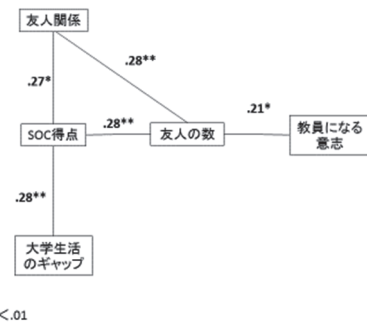 友人関係
.28**
.27*
.21*
.28**
SOC得点
友人の数
教員になる
意志
.28**
大学生活
のギャップ
<.01